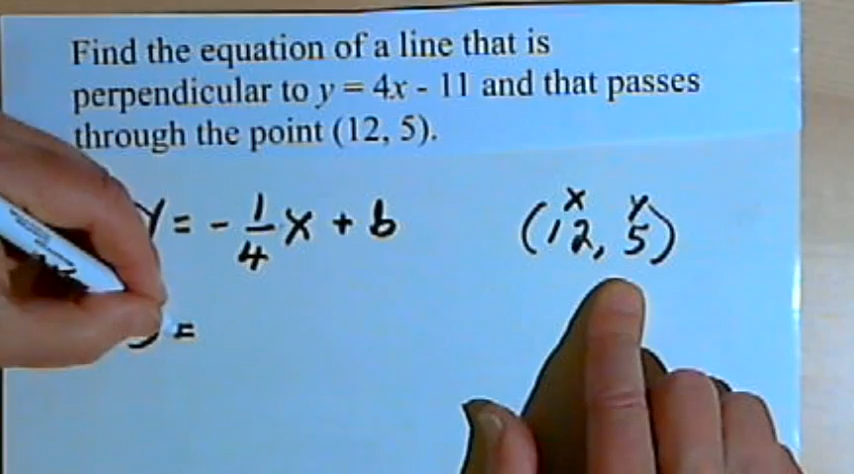 Find the equation of a line that is
perpendicular to y = 4x - 11 and that passes
through the point (12, 5).
y = - 1/4 x + b
x y
(12, 5)
=